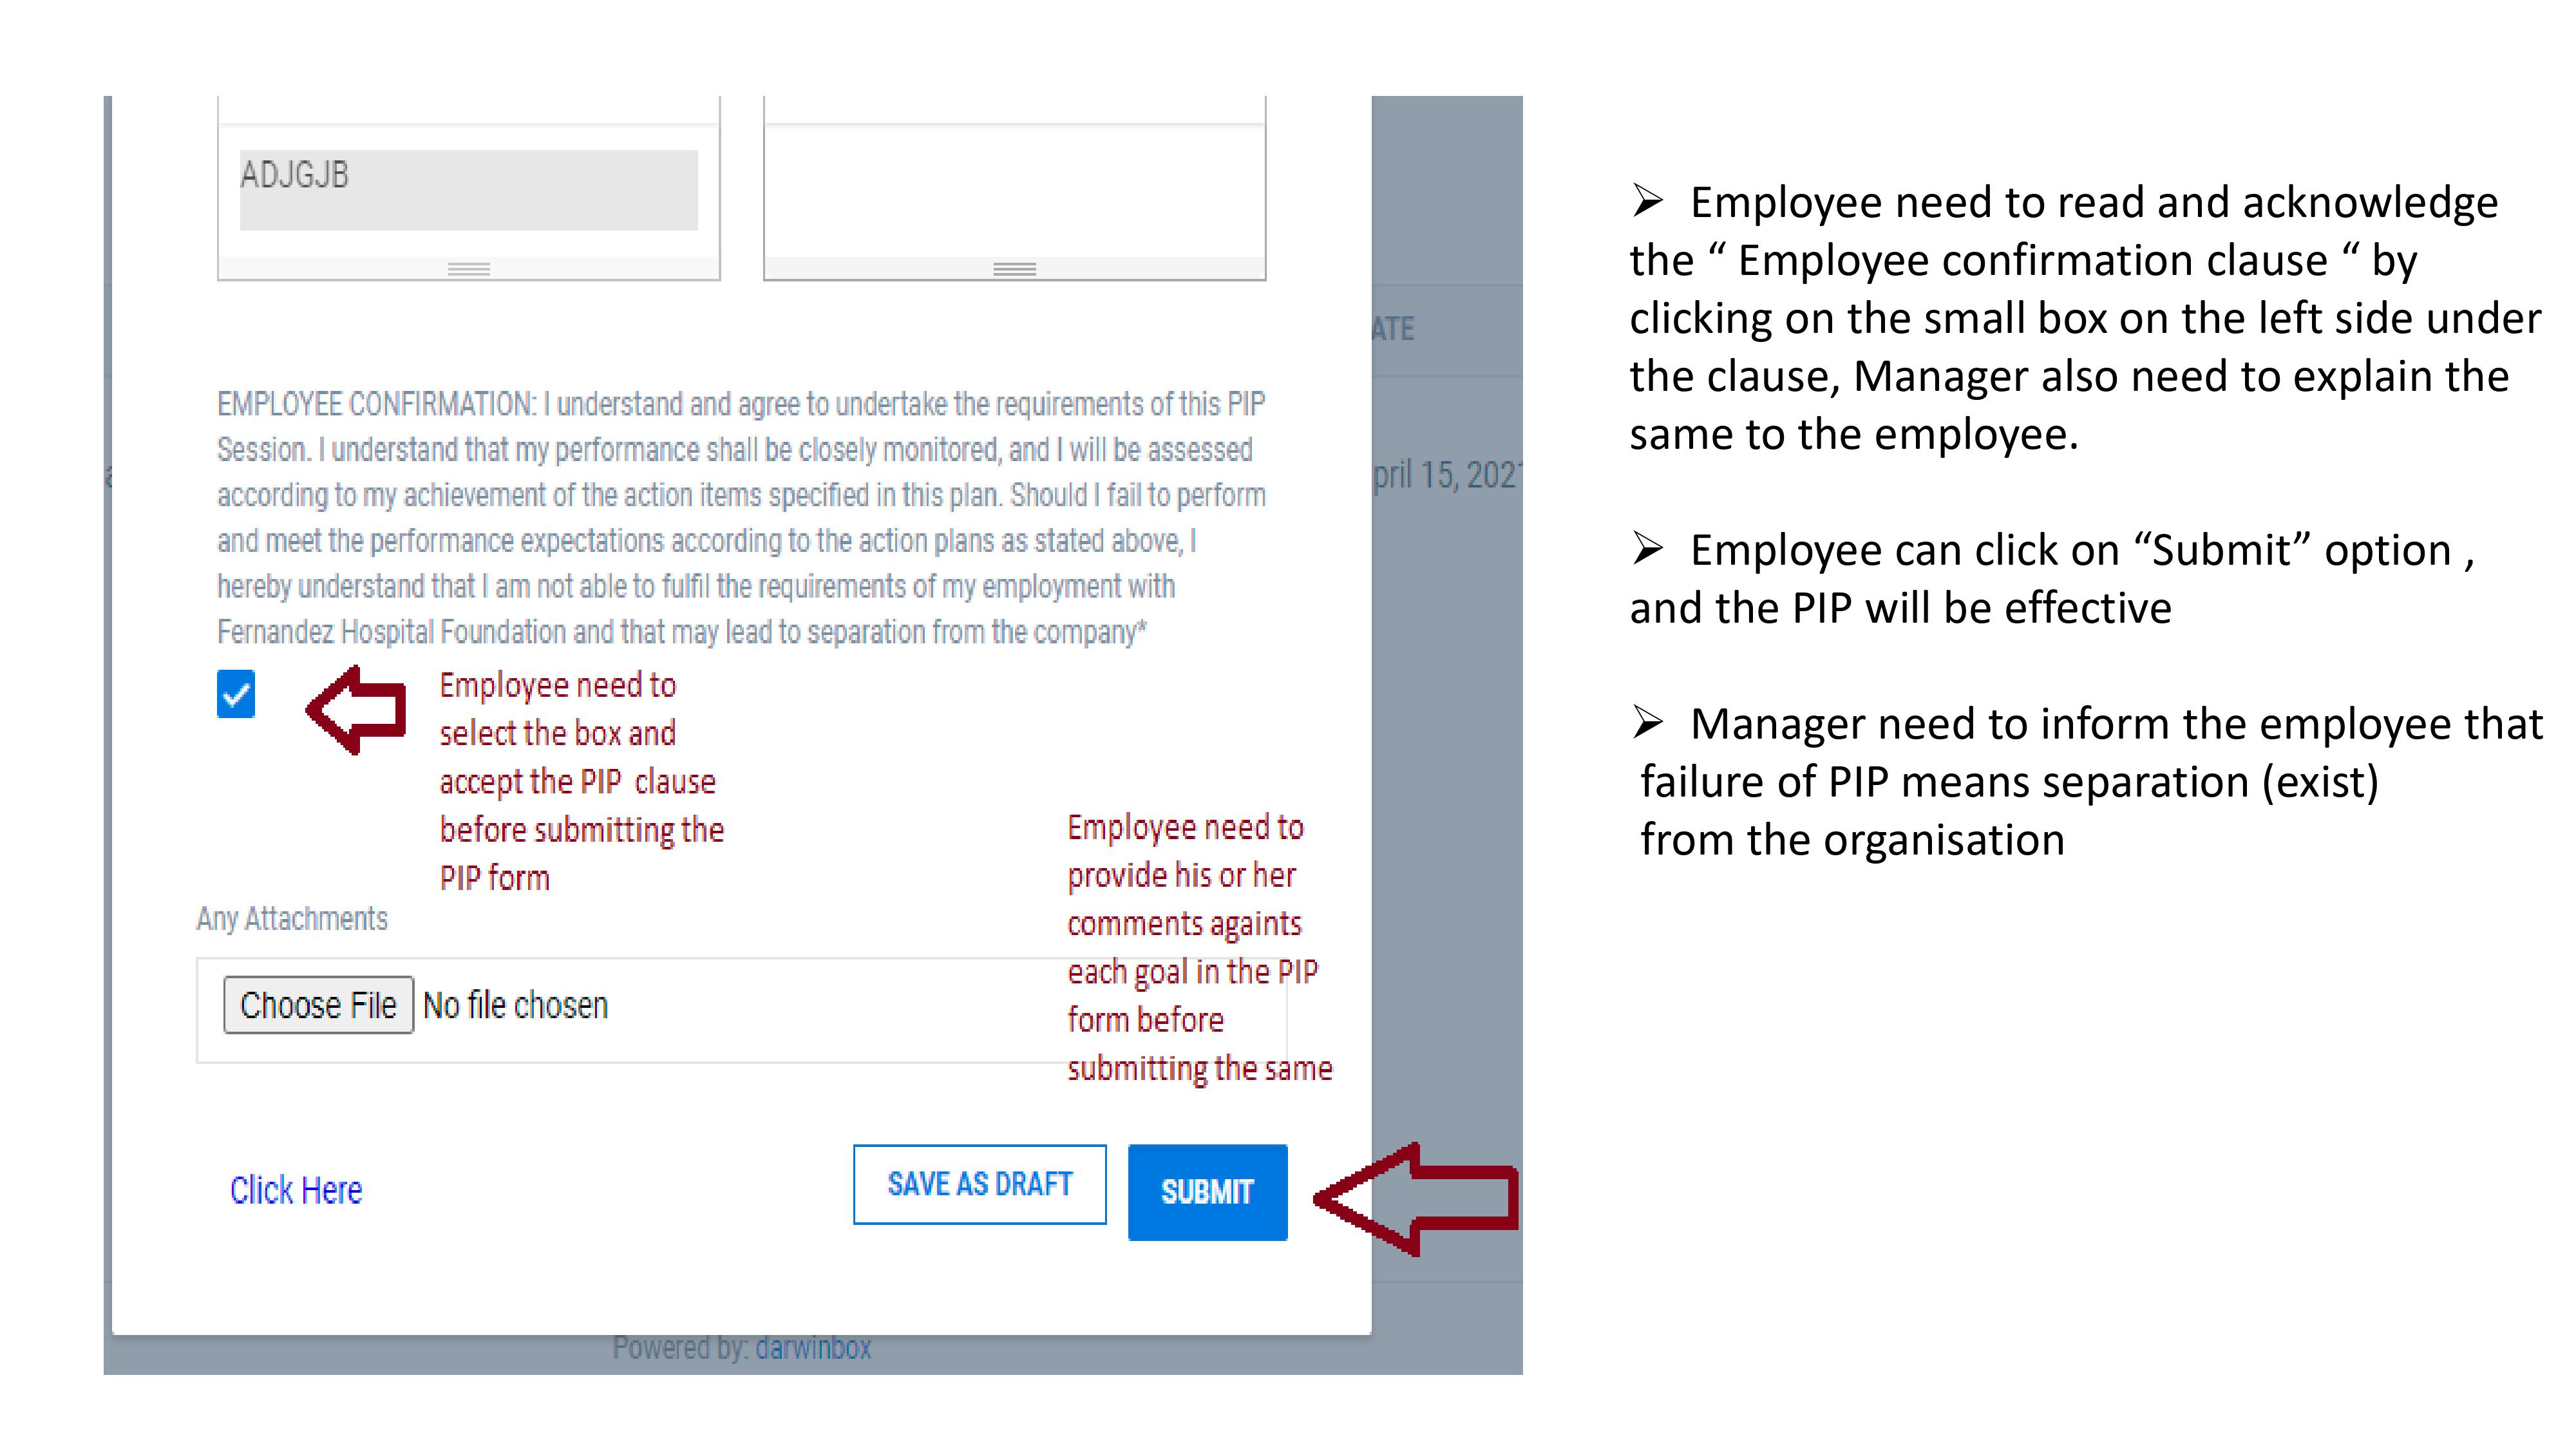 ADJGJB
ATE
pril 15, 202
EMPLOYEE CONFIRMATION: I understand and agree to undertake the requirements of this PIP
Session. I understand that my performance shall be closely monitored, and I will be assessed
according to my achievement of the action items specified in this plan. Should I fail to perform
and meet the performance expectations according to the action plans as stated above, I
hereby understand that I am not able to fulfil the requirements of my employment with
Fernandez Hospital Foundation and that may lead to separation from the company*
Employee need to
select the box and
accept the PIP clause
before submitting the
PIP form
Employee need to
provide his or her
comments againts
each goal in the PIP
form before
submitting the same
Any Attachments
Choose File No file chosen
Click Here
SAVE AS DRAFT
SUBMIT
Powered by: darwinbox
➢ Employee need to read and acknowledge
the “ Employee confirmation clause “ by
clicking on the small box on the left side under
the clause, Manager also need to explain the
same to the employee.
➢ Employee can click on “Submit” option ,
and the PIP will be effective
➢ Manager need to inform the employee that
failure of PIP means separation (exist)
from the organisation